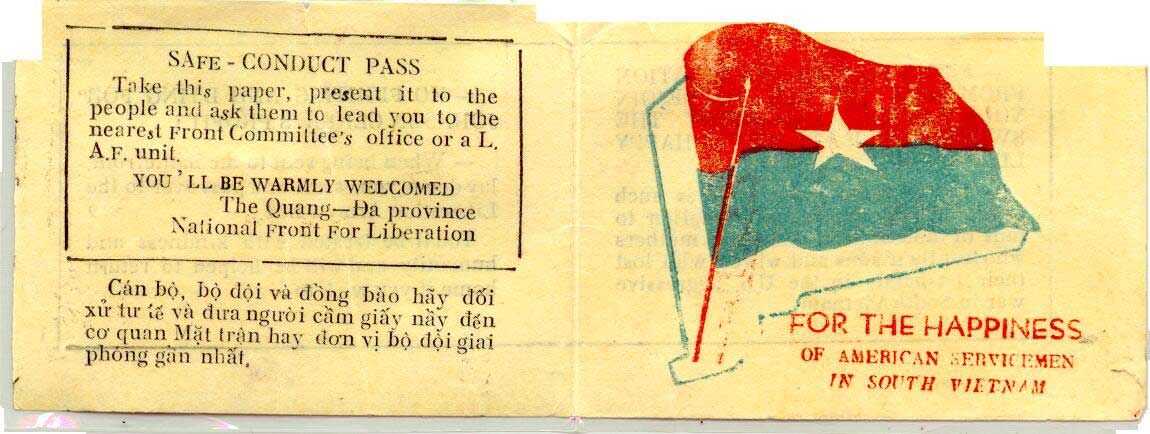 SAFE - CONDUCT PASS
Take this paper, present it to the
people and ask them to lead you to the
nearest Front Committee's office or a L.
A.F. unit.
YOU'LL BE WARMLY WELCOMED
The Quang—Đa province
National Front For Liberation
Cán bộ, bộ đội và đồng bào hãy đối
xử tư tế và đưa người cầm giấy nầy đến
cơ quan Mặt trận hay đơn vị bộ đội giai
phóng gần nhất.
FOR THE HAPPINESS
OF AMERICAN SERVICEMEN
IN SOUTH VIETNAM